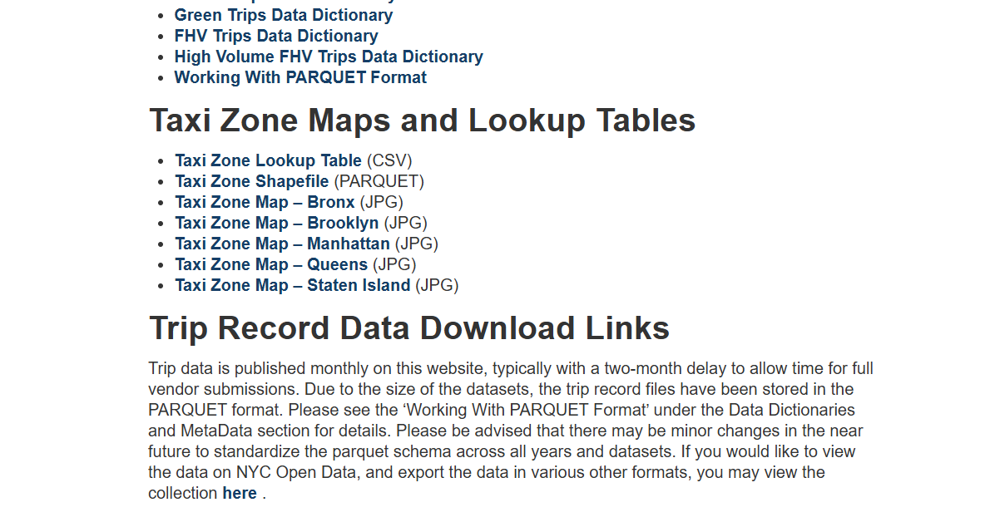 Green Trips Data Dictionary
FHV Trips Data Dictionary
High Volume FHV Trips Data Dictionary
Working With PARQUET Format
Taxi Zone Maps and Lookup Tables
Taxi Zone Lookup Table (CSV)
Taxi Zone Shapefile (PARQUET)
Taxi Zone Map – Bronx (JPG)
Taxi Zone Map – Brooklyn (JPG)
Taxi Zone Map – Manhattan (JPG)
Taxi Zone Map – Queens (JPG)
Taxi Zone Map – Staten Island (JPG)
Trip Record Data Download Links
Trip data is published monthly on this website, typically with a two-month delay to allow time for full
vendor submissions. Due to the size of the datasets, the trip record files have been stored in the
PARQUET format. Please see the ‘Working With PARQUET Format’ under the Data Dictionaries
and MetaData section for details. Please be advised that there may be minor changes in the near
future to standardize the parquet schema across all years and datasets. If you would like to view
the data on NYC Open Data, and export the data in various other formats, you may view the
collection here .